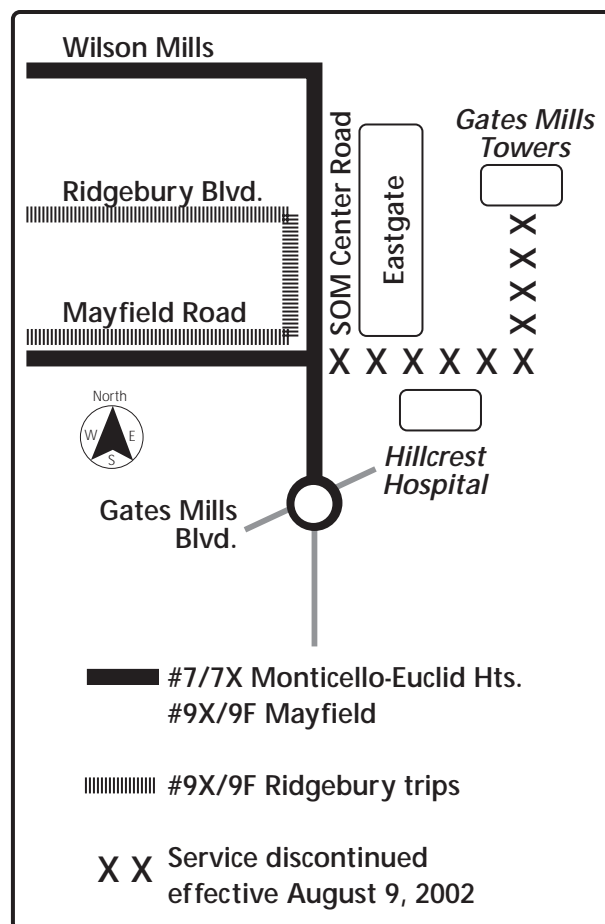 Wilson Mills
SOM Center Road
Eastgate
Gates Mills
Towers
Ridgebury Blvd.
X
X
X
X
Mayfield Road
X X X X X X
North
W E
S
Hillcrest
Hospital
Gates Mills
Blvd.
#7/7X Monticello-Euclid Hts.
#9X/9F Mayfield
#9X/9F Ridgebury trips
X X Service discontinued
effective August 9, 2002